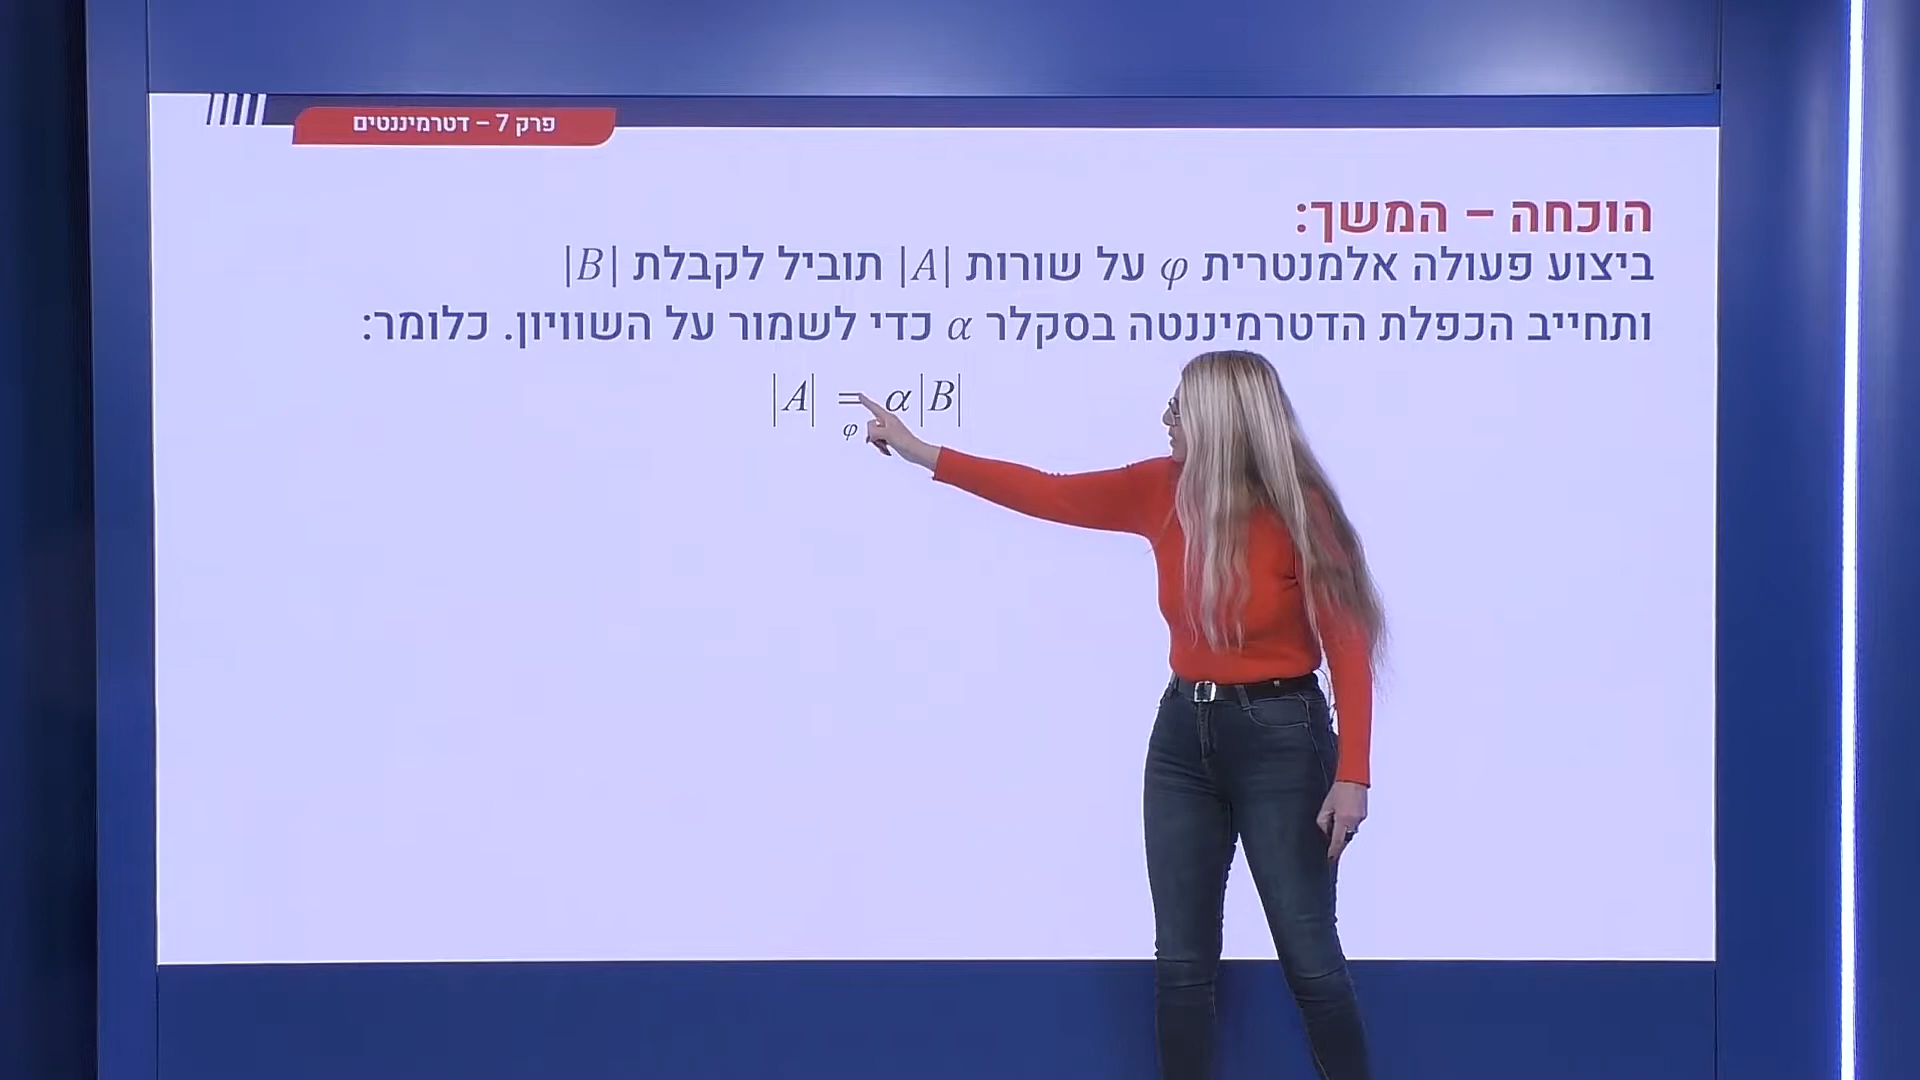 פרק 7 – דטרמיננטים
הוכחה – המשך:
ביצוע פעולה אלמנטרית φ על שורות |A| תוביל לקבלת |B|
ותחייב הכפלת הדטרמיננטה בסקלר α כדי לשמור על השוויון. כלומר:
|A| =
φ α|B|